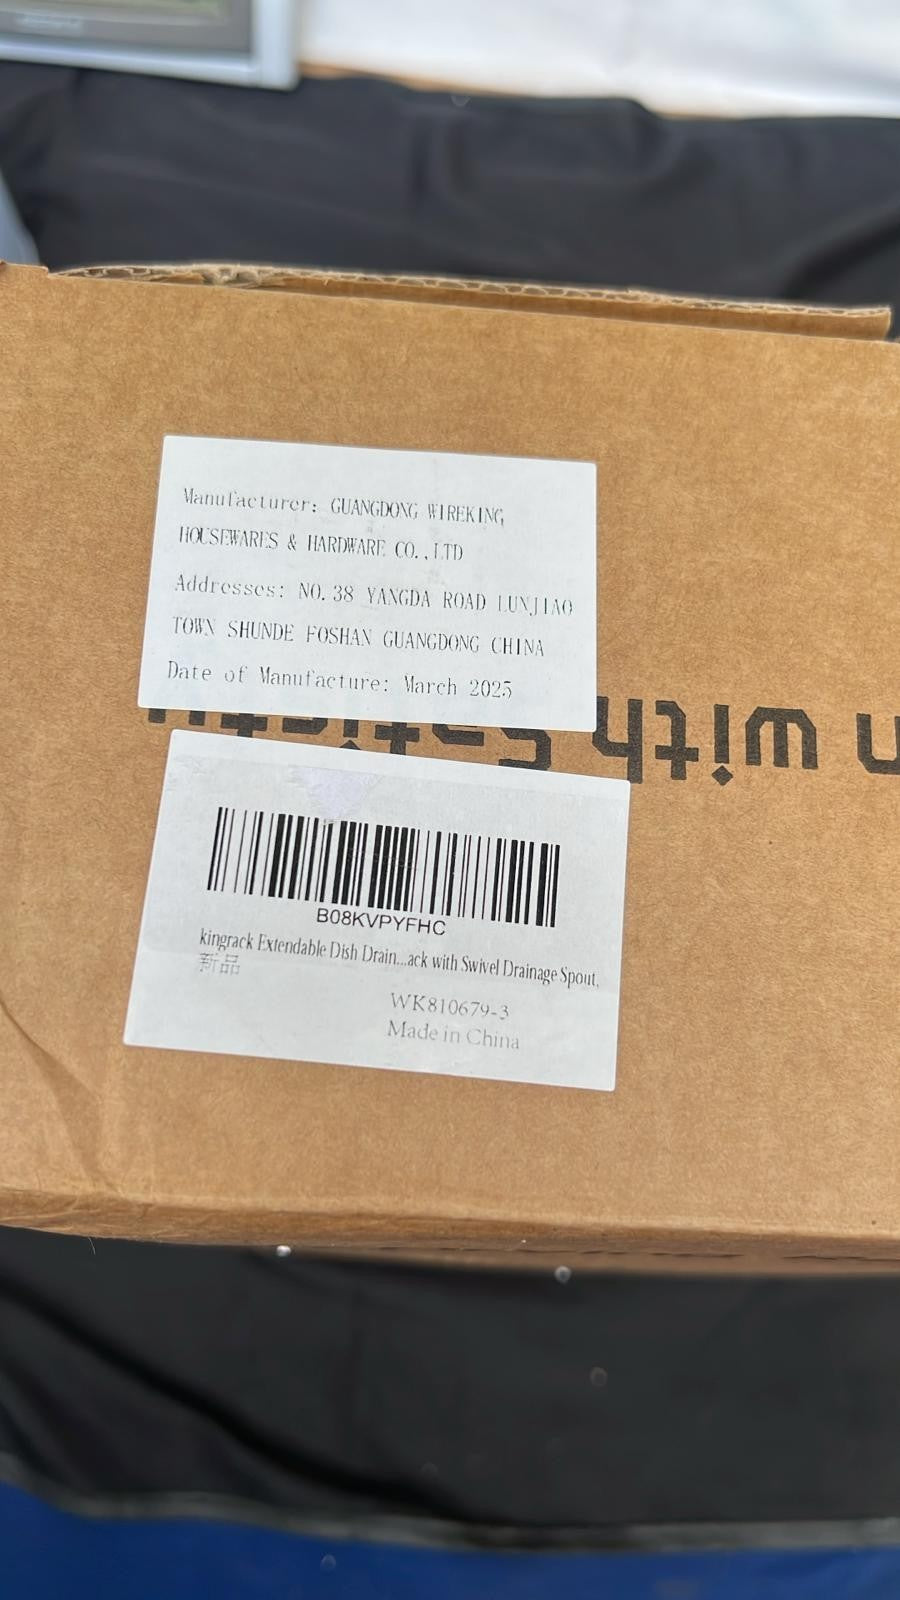 Manufacturer: GUANGDONG WIREKING
HOUSEWARES & HARDWARE CO.,LTD
Addresses: NO.38 YANGDA ROAD LUNJIAO
TOWN SHUNDE FOSHAN GUANGDONG CHINA
Date of Manufacture: March 2025
with
B08KVPYFHC
kingrack Extendable Dish Drain...ack with Swivel Drainage Spout,
新品
WK810679-3
Made in China